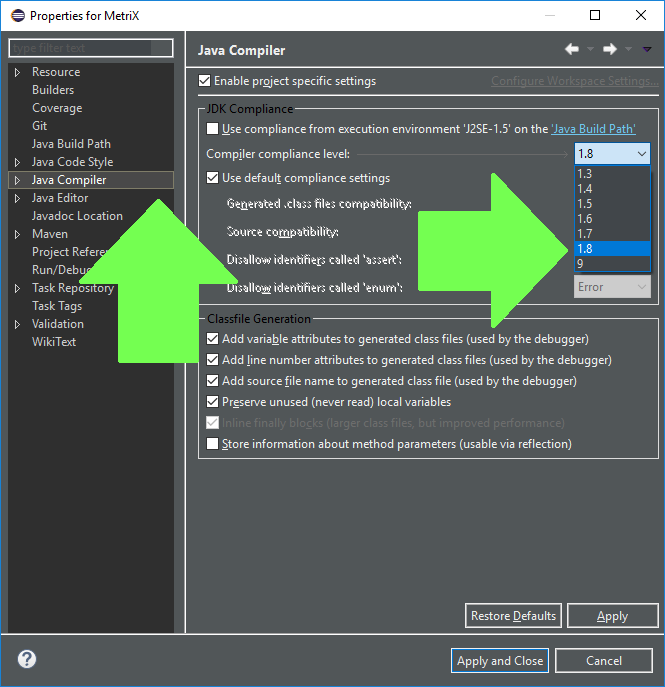 Properties for MetriX
type filter text
Resource
Builders
Coverage
Git
Java Build Path
Java Code Style
Java Compiler
Java Editor
Javadoc Location
Maven
Project Refere
Run/Debu
Task Repository
Task Tags
Validation
WikiText
Java Compiler
Enable project specific settings
Configure Workspace Settings...
JDK Compliance
Use compliance from execution environment 'J2SE-1.5' on the 'Java Build Path'
Compiler compliance level:
1.8
1.3
1.4
1.5
1.6
1.7
1.8
9
Use default compliance settings
Generated .class files compatibility:
Source compatibility:
Disallow identifiers called 'assert':
Disallow identifiers called 'enum':
Error
Classfile Generation
Add variable attributes to generated class files (used by the debugger)
Add line number attributes to generated class files (used by the debugger)
Add source file name to generated class file (used by the debugger)
Preserve unused (never read) local variables
Inline finally blocks (larger class files, but improved performance)
Store information about method parameters (usable via reflection)
Restore Defaults
Apply
?
Apply and Close
Cancel